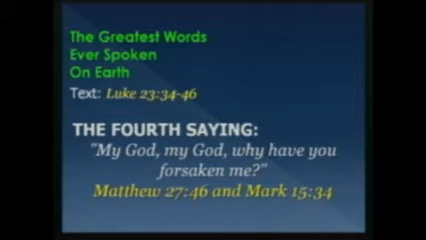 The Greatest Words
Ever Spoken
On Earth
Text: Luke 23:34-46
THE FOURTH SAYING:
"My God, my God, why have you
forsaken me?"
Matthew 27:46 and Mark 15:34